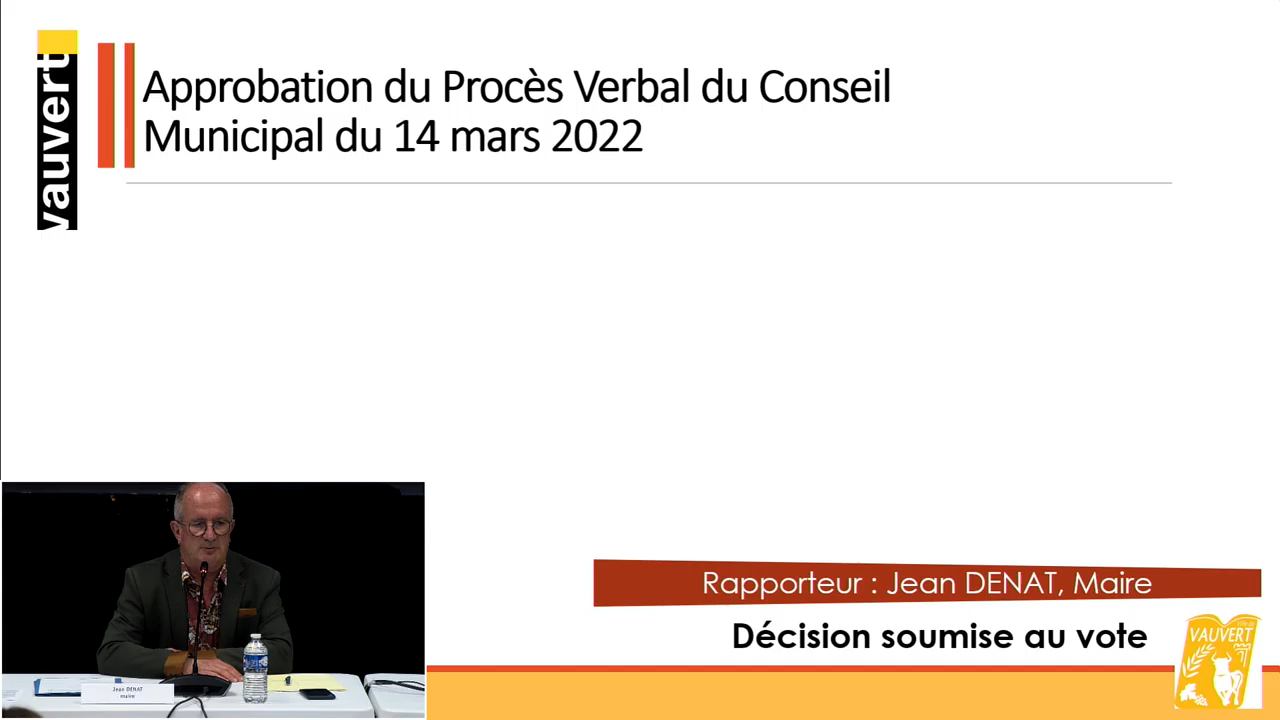 vauvert
Approbation du Procès Verbal du Conseil
Municipal du 14 mars 2022
Rapporteur : Jean DENAT, Maire
Décision soumise au vote
VAUVERT
Jean DENAT
maire